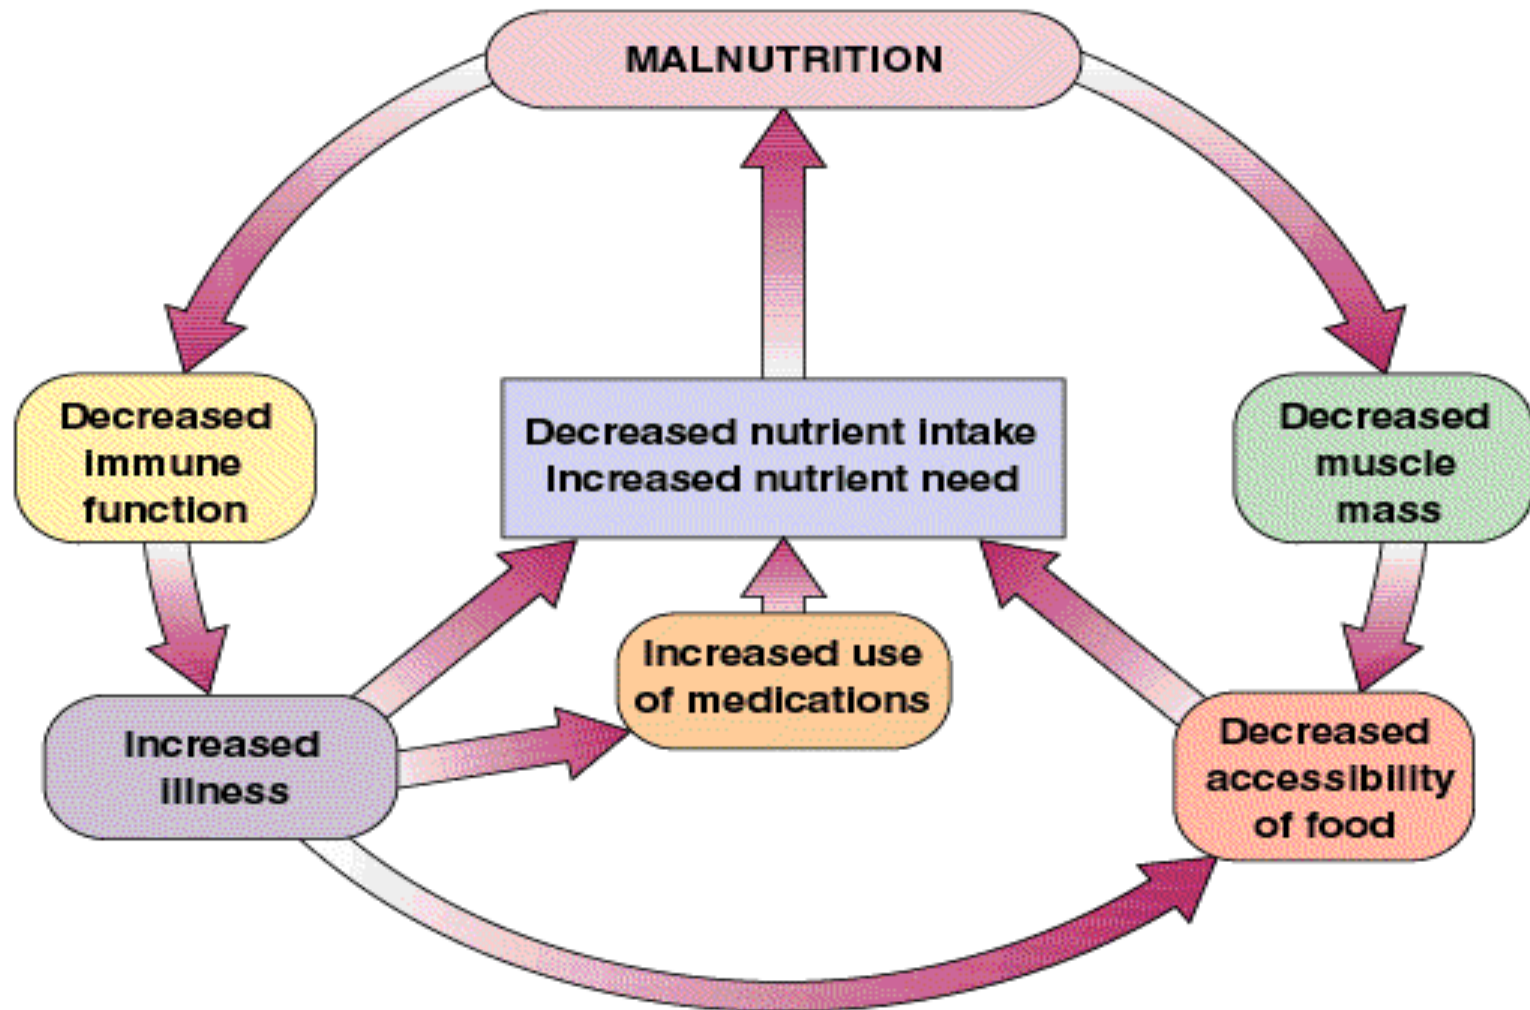 MALNUTRITION
Decreased
immune
function
Decreased nutrient intake
Increased nutrient need
Decreased
muscle
mass
Increased use
of medications
Increased
illness
Decreased
accessibility
of food